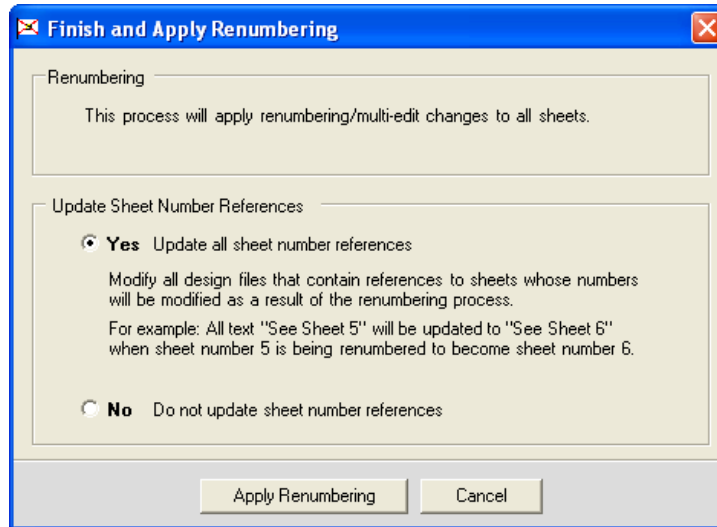 Finish and Apply Renumbering
Renumbering
This process will apply renumbering/multi-edit changes to all sheets.
Update Sheet Number References
Yes Update all sheet number references
Modify all design files that contain references to sheets whose numbers
will be modified as a result of the renumbering process.
For example: All text "See Sheet 5" will be updated to "See Sheet 6"
when sheet number 5 is being renumbered to become sheet number 6.
No Do not update sheet number references
Apply Renumbering
Cancel